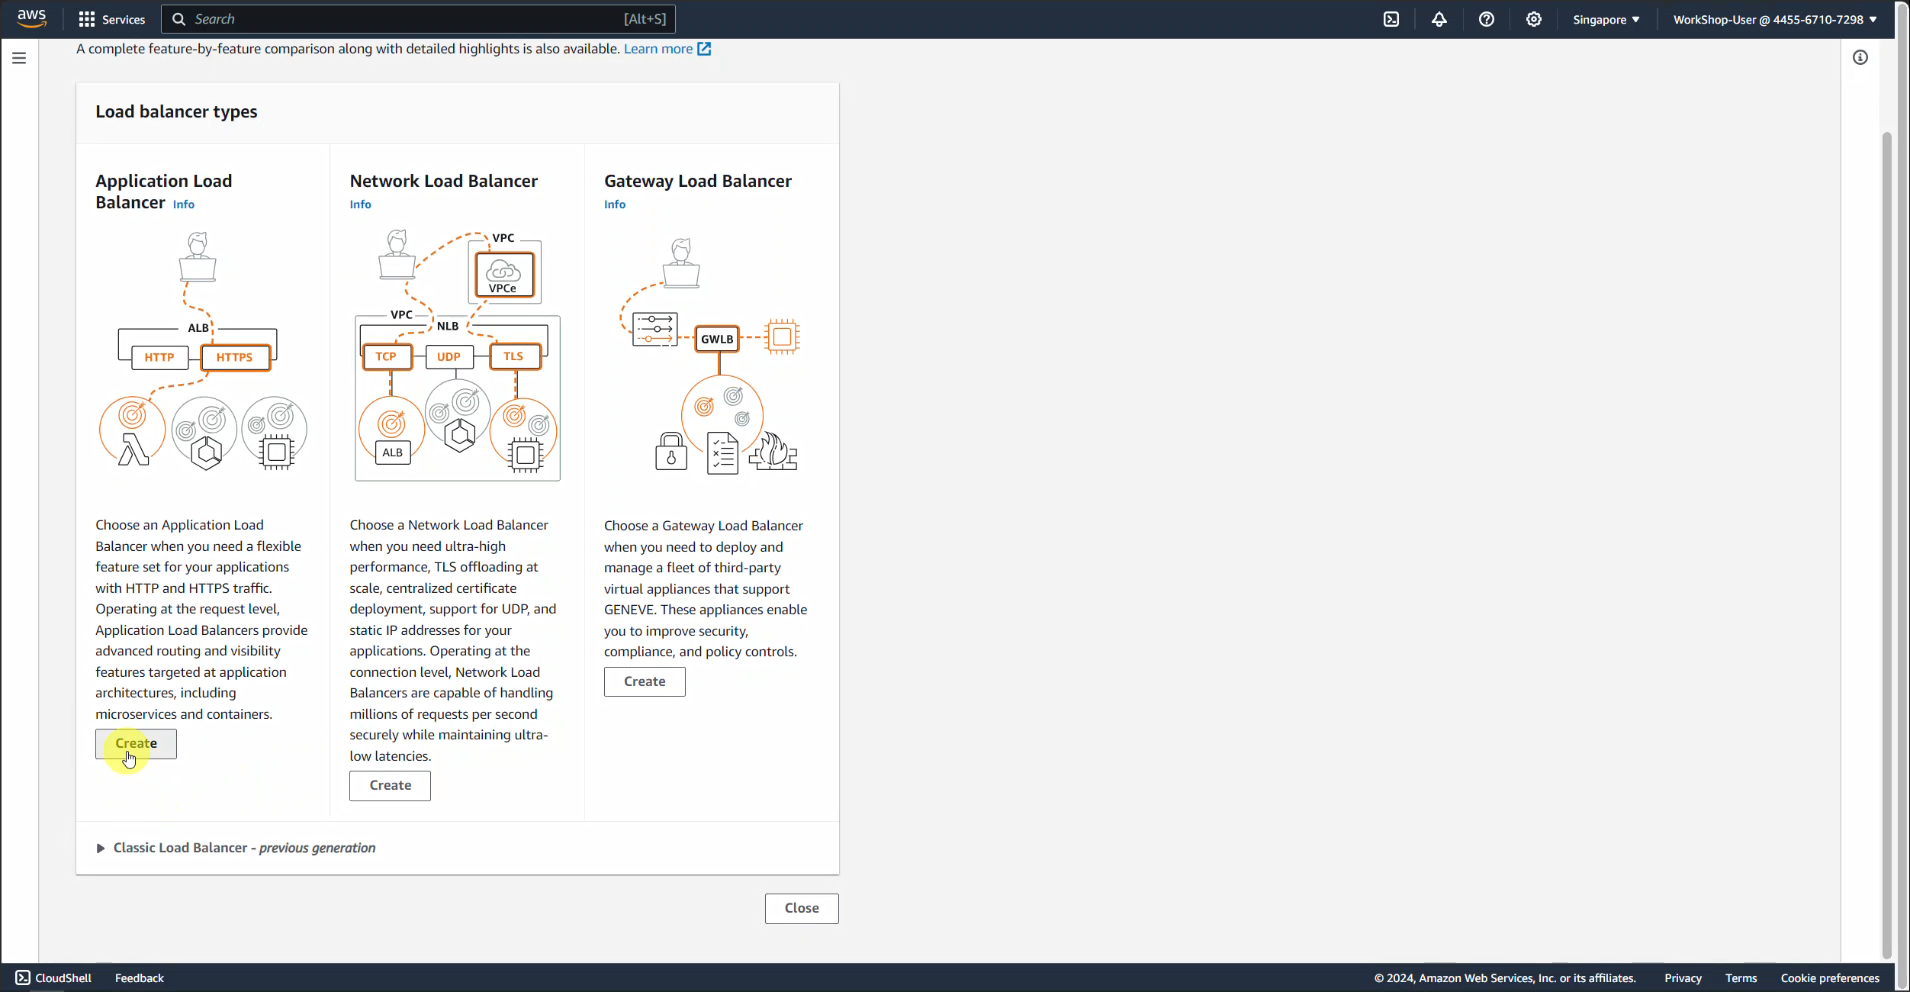 aws
Services
Search
[Alt+S]
Singapore ▼
WorkShop-User @ 4455-6710-7298 ▼
A complete feature-by-feature comparison along with detailed highlights is also available. Learn more
Load balancer types
Application Load
Balancer Info
ALB
HTTP
HTTPS
Choose an Application Load
Balancer when you need a flexible
feature set for your applications
with HTTP and HTTPS traffic.
Operating at the request level,
Application Load Balancers provide
advanced routing and visibility
features targeted at application
architectures, including
microservices and containers.
Create
Network Load Balancer
Info
VPC
VPCe
VPC
NLB
TCP
UDP
TLS
ALB
Choose a Network Load Balancer
when you need ultra-high
performance, TLS offloading at
scale, centralized certificate
deployment, support for UDP, and
static IP addresses for your
applications. Operating at the
connection level, Network Load
Balancers are capable of handling
millions of requests per second
securely while maintaining ultra-
low latencies.
Create
Gateway Load Balancer
Info
GWLB
Choose a Gateway Load Balancer
when you need to deploy and
manage a fleet of third-party
virtual appliances that support
GENEVE. These appliances enable
you to improve security,
compliance, and policy controls.
Create
Classic Load Balancer - previous generation
Close
CloudShell
Feedback
© 2024, Amazon Web Services, Inc. or its affiliates.
Privacy
Terms
Cookie preferences